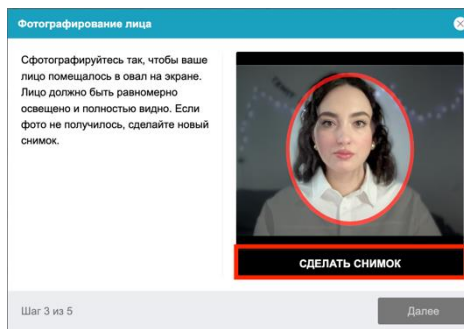 Фотографирование лица
Сфотографируйтесь так, чтобы ваше
лицо помещалось в овал на экране.
Лицо должно быть равномерно
освещено и полностью видно. Если
фото не получилось, сделайте новый
снимок.
СДЕЛАТЬ СНИМОК
Шаг 3 из 5
Далее